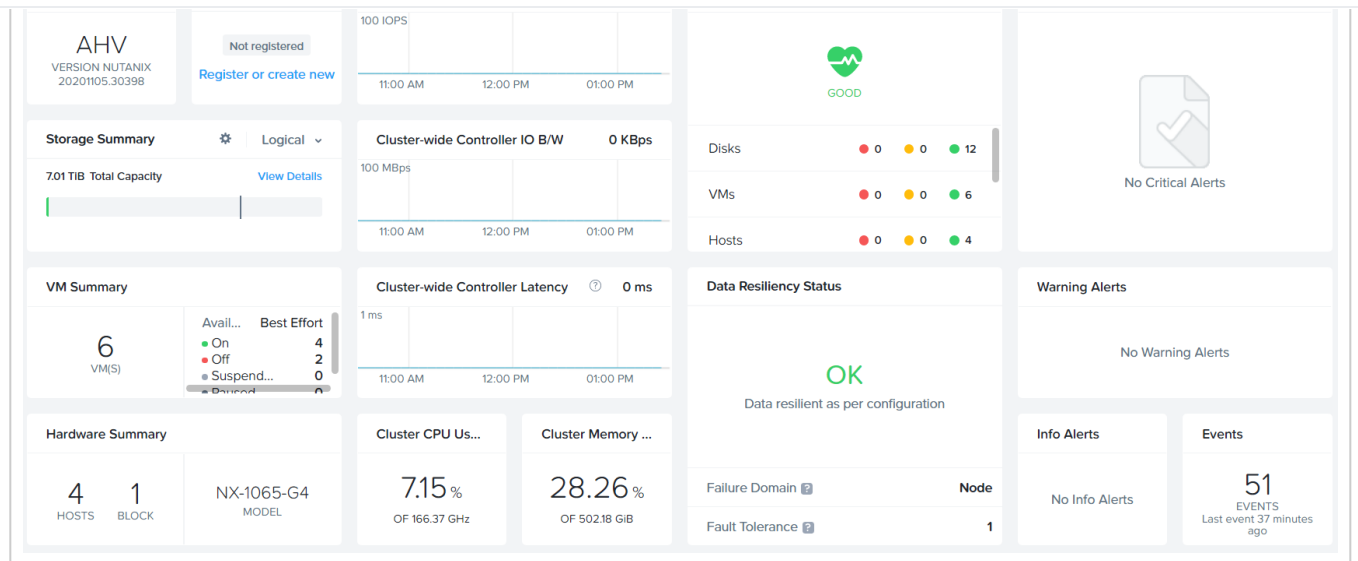 AHV
VERSION NUTANIX
20201105.30398
Not registered
Register or create new
100 IOPS
11:00 AM 12:00 PM 01:00 PM
GOOD
Disks 0 0 12
VMs 0 0 6
Hosts 0 0 4
No Critical Alerts
Storage Summary Logical
7.01 TiB Total Capacity View Details
Cluster-wide Controller IO B/W 0 KBps
100 MBps
11:00 AM 12:00 PM 01:00 PM
VM Summary
6
VM(S)
Avail... Best Effort
On 4
Off 2
Suspend... 0
Paused 0
Cluster-wide Controller Latency ? 0 ms
1 ms
11:00 AM 12:00 PM 01:00 PM
Data Resiliency Status
OK
Data resilient as per configuration
Failure Domain ? Node
Fault Tolerance ? 1
Warning Alerts
No Warning Alerts
Hardware Summary
4
HOSTS
1
BLOCK
NX-1065-G4
MODEL
Cluster CPU Us...
7.15 %
OF 166.37 GHz
Cluster Memory ...
28.26 %
OF 502.18 GiB
Info Alerts
No Info Alerts
Events
51
EVENTS
Last event 37 minutes
ago